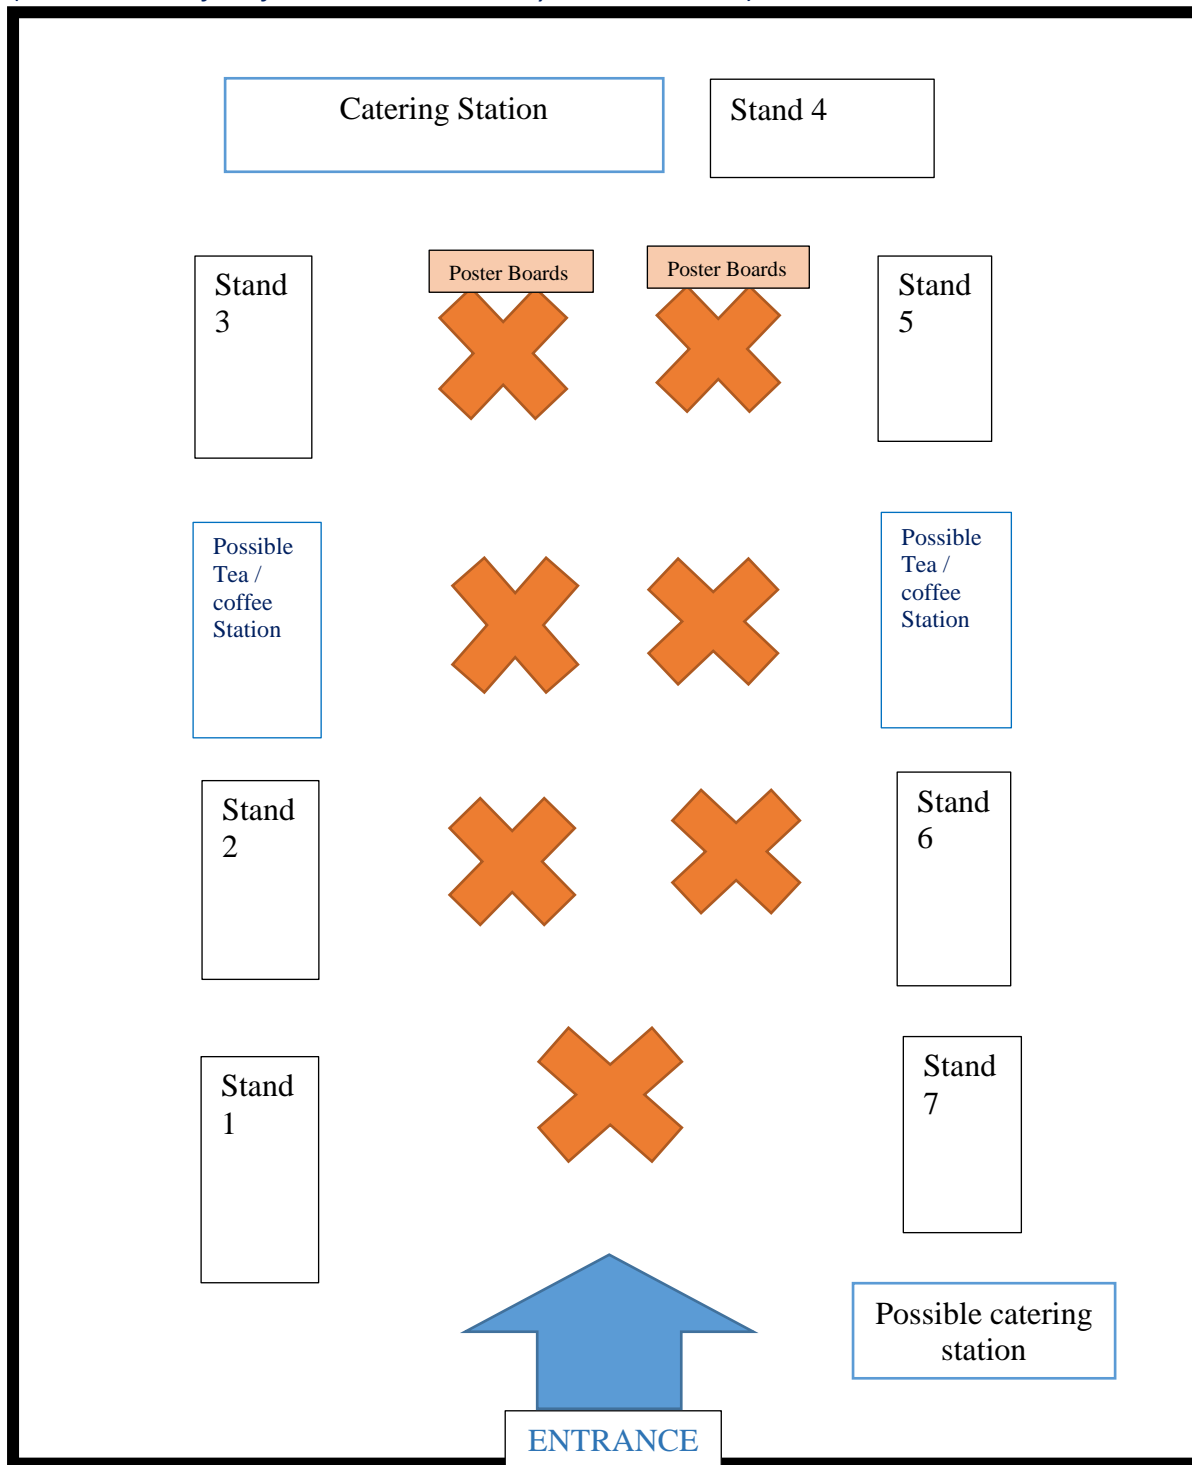 Catering Station
Stand 4
Poster Boards
Poster Boards
Stand
3
Stand
5
Possible
Tea /
coffee
Station
Possible
Tea /
coffee
Station
Stand
2
Stand
6
Stand
1
Stand
7
Possible catering
station
ENTRANCE